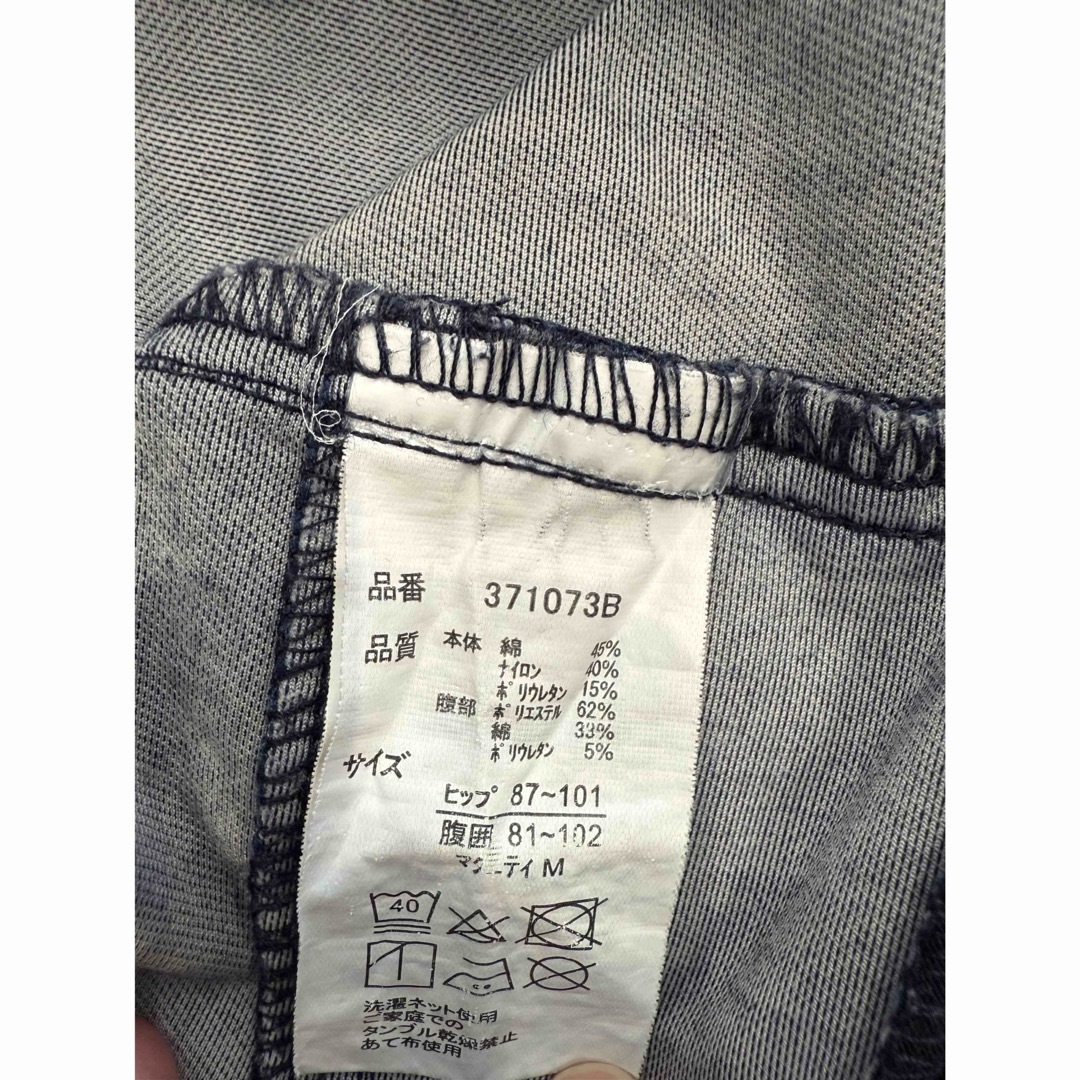 品番 371073B
品質 本体 綿 45%
ナイロン 40%
ポリウレタン 15%
腹部 ポリエステル 62%
綿 33%
ポリウレタン 5%
サイズ
ヒップ 87~101
腹囲 81~102
マタニティ M
40
洗濯ネット使用
ご家庭での
タンブル乾燥禁止
あて布使用